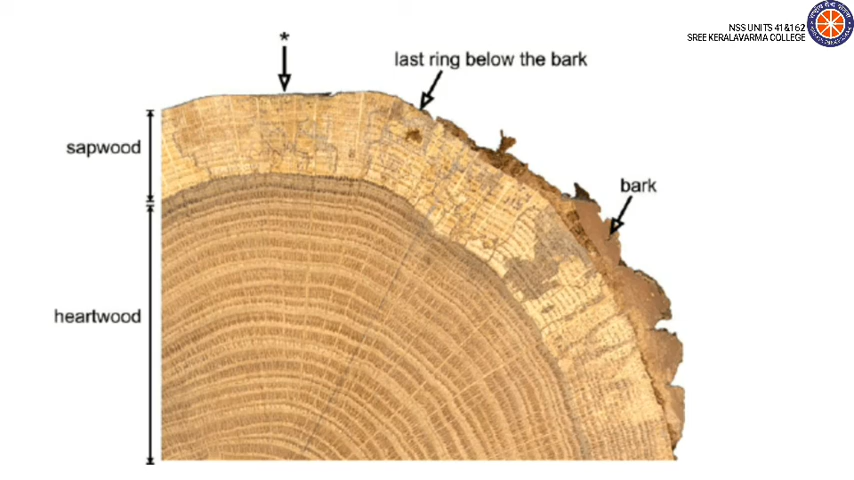 NSS UNITS 41&162
SREE KERALAVARMA COLLEGE
*
last ring below the bark
sapwood
bark
heartwood